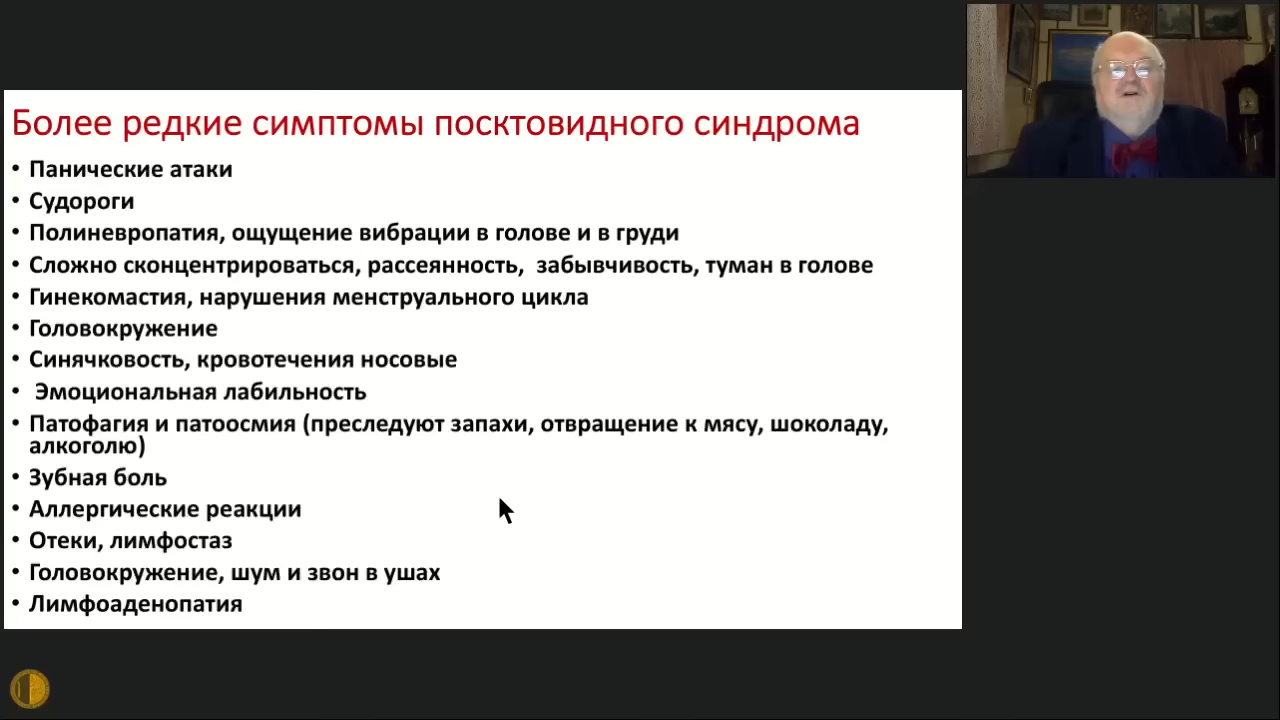 Более редкие симптомы посктовидного синдрома
• Панические атаки
• Судороги
• Полиневропатия, ощущение вибрации в голове и в груди
• Сложно сконцентрироваться, рассеянность,  забывчивость, туман в голове
• Гинекомастия, нарушения менструального цикла
• Головокружение
• Синячковость, кровотечения носовые
• Эмоциональная лабильность
• Патофагия и патоосмия (преследуют запахи, отвращение к мясу, шоколаду,
алкоголю)
• Зубная боль
• Аллергические реакции
• Отеки, лимфостаз
• Головокружение, шум и звон в ушах
• Лимфоаденопатия